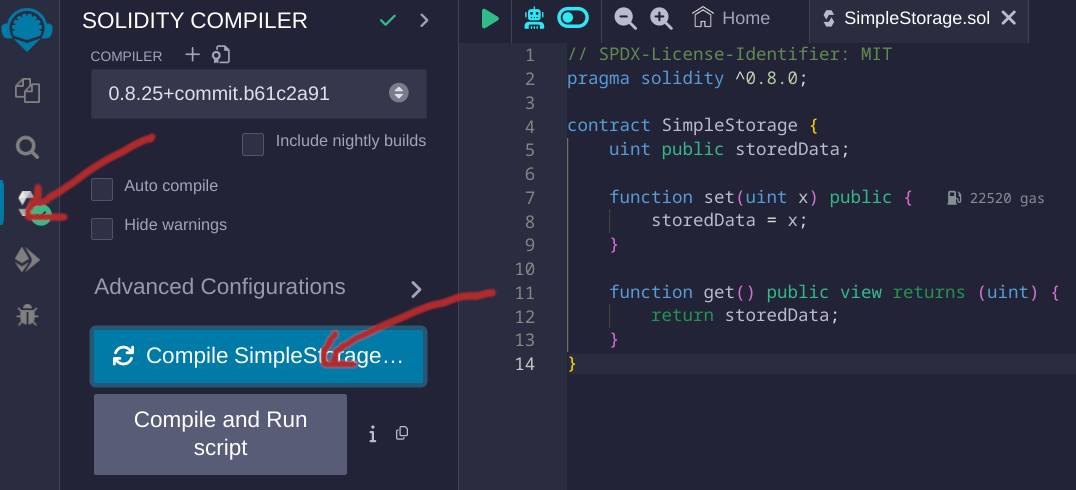 SOLIDITY COMPILER
COMPILER
0.8.25+commit.b61c2a91
Include nightly builds
Auto compile
Hide warnings
Advanced Configurations
Compile SimpleStorage...
Compile and Run
script
Home
SimpleStorage.sol
1 // SPDX-License-Identifier: MIT
2 pragma solidity ^0.8.0;
3
4 contract SimpleStorage {
5 uint public storedData;
6
7 function set(uint x) public { 22520 gas
8 storedData = x;
9 }
10
11 function get() public view returns (uint) {
12 return storedData;
13 }
14 }